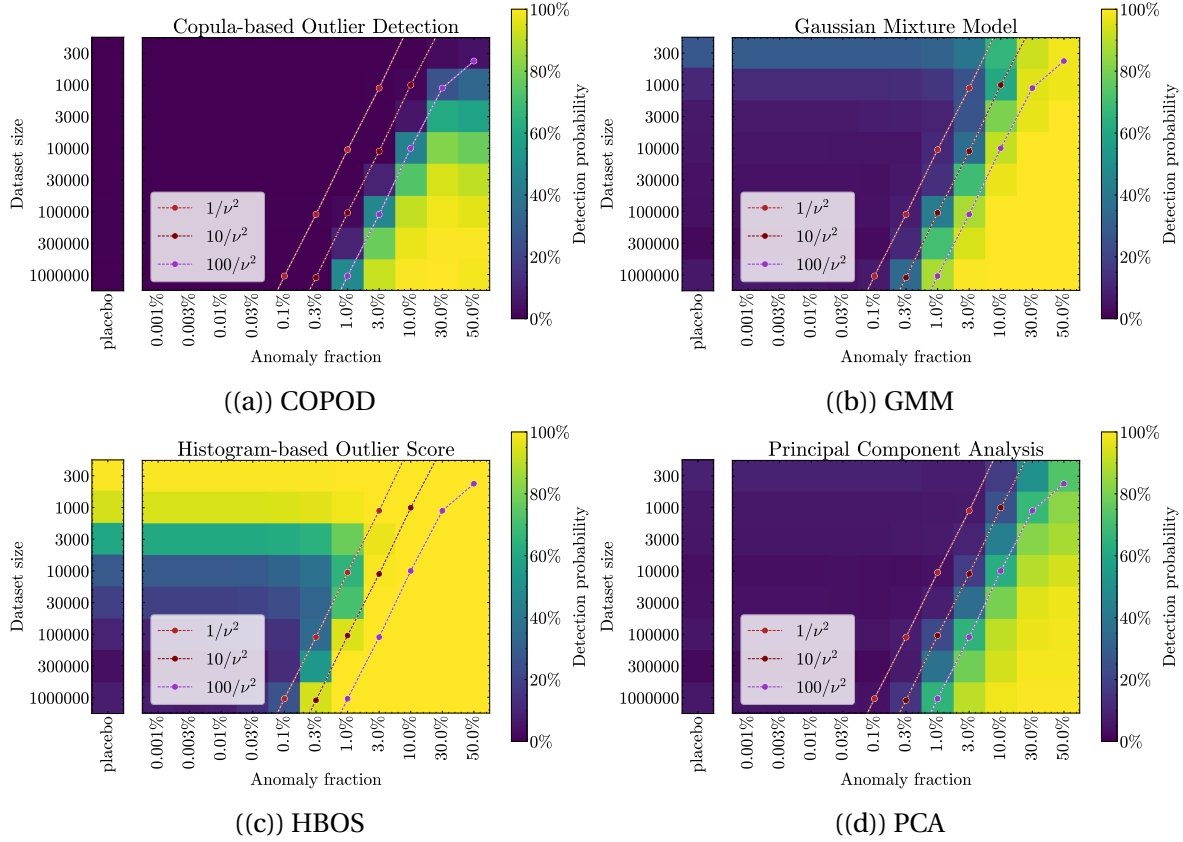 Copula-based Outlier Detection
300
1000
3000
10000
30000
100000
300000
1000000
Dataset size
1/ν²
10/ν²
100/ν²
placebo
0.001%
0.003%
0.01%
0.03%
0.1%
0.3%
1.0%
3.0%
10.0%
30.0%
50.0%
Anomaly fraction
100%
80%
60%
40%
20%
0%
Detection probability
((a)) COPOD
Gaussian Mixture Model
300
1000
3000
10000
30000
100000
300000
1000000
Dataset size
1/ν²
10/ν²
100/ν²
placebo
0.001%
0.003%
0.01%
0.03%
0.1%
0.3%
1.0%
3.0%
10.0%
30.0%
50.0%
Anomaly fraction
100%
80%
60%
40%
20%
0%
Detection probability
((b)) GMM
Histogram-based Outlier Score
300
1000
3000
10000
30000
100000
300000
1000000
Dataset size
1/ν²
10/ν²
100/ν²
placebo
0.001%
0.003%
0.01%
0.03%
0.1%
0.3%
1.0%
3.0%
10.0%
30.0%
50.0%
Anomaly fraction
100%
80%
60%
40%
20%
0%
Detection probability
((c)) HBOS
Principal Component Analysis
300
1000
3000
10000
30000
100000
300000
1000000
Dataset size
1/ν²
10/ν²
100/ν²
placebo
0.001%
0.003%
0.01%
0.03%
0.1%
0.3%
1.0%
3.0%
10.0%
30.0%
50.0%
Anomaly fraction
100%
80%
60%
40%
20%
0%
Detection probability
((d)) PCA